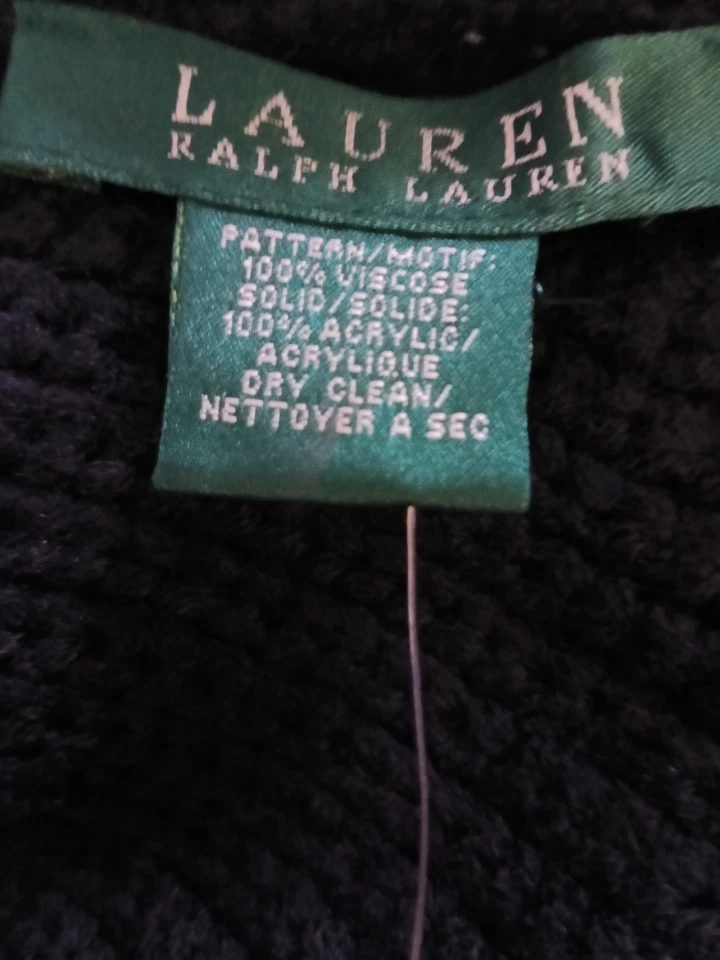 LAUREN
RALPH LAUREN
PATTERN/MOTIF:
100% VISCOSE
SOLID/SOLIDE:
100% ACRYLIC/
ACRYLIQUE
DRY CLEAN/
NETTOYER A SEC